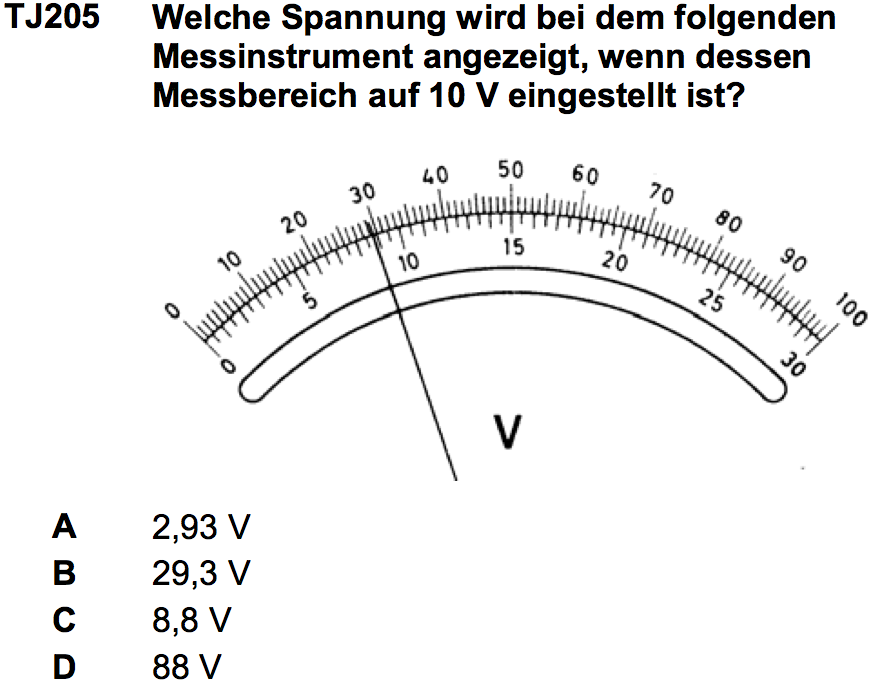 TJ205 Welche Spannung wird bei dem folgenden
Messinstrument angezeigt, wenn dessen
Messbereich auf 10 V eingestellt ist?
0 10 20 30 40 50 60 70 80 90 100
0 5 10 15 20 25 30
V
A 2,93 V
B 29,3 V
C 8,8 V
D 88 V